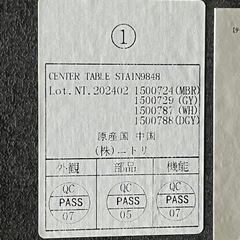 ①
CENTER TABLE STAIN9848
Lot.NI.202402 1500724(MBR)
1500729(GY)
1500787(WH)
1500788(DGY)
原産国 中国
(株)ニトリ
外観 部品 機能
QC QC QC
PASS PASS PASS
07 05 07